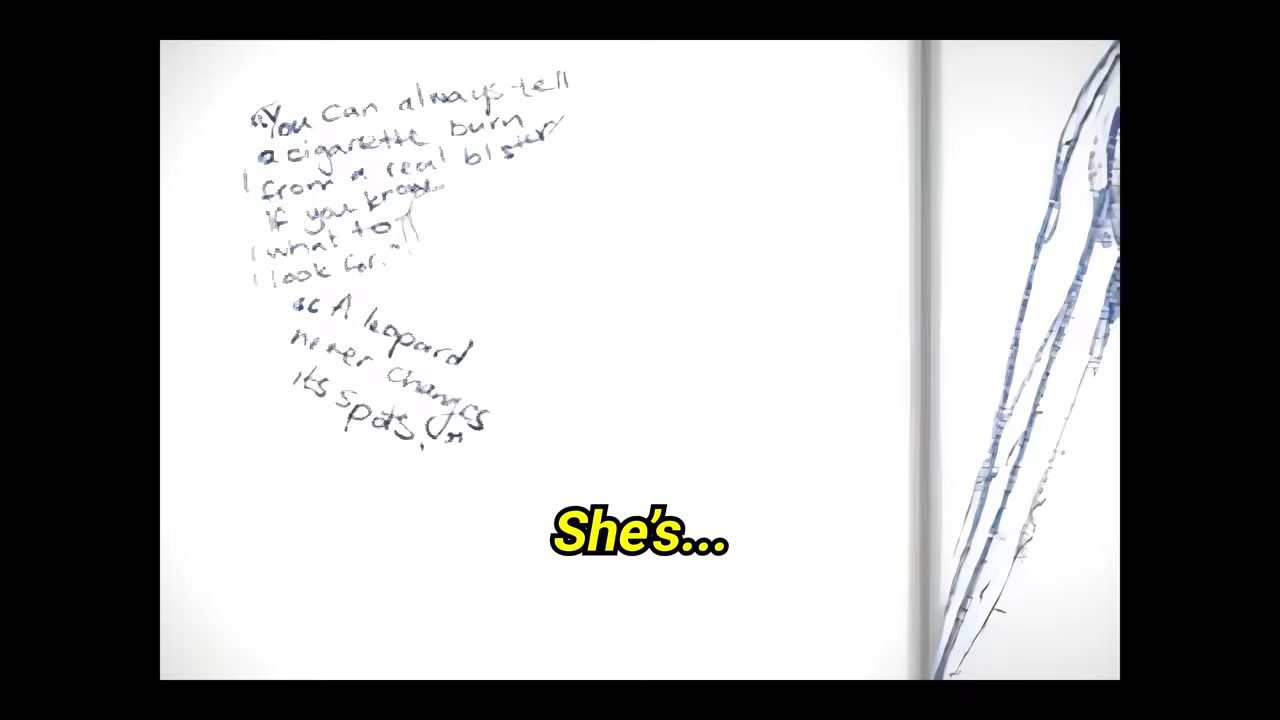 "You can always tell
a cigarette burn
from a real blister
If you know...
what to
look for."
"A leopard
never changes
its spots."
She's...